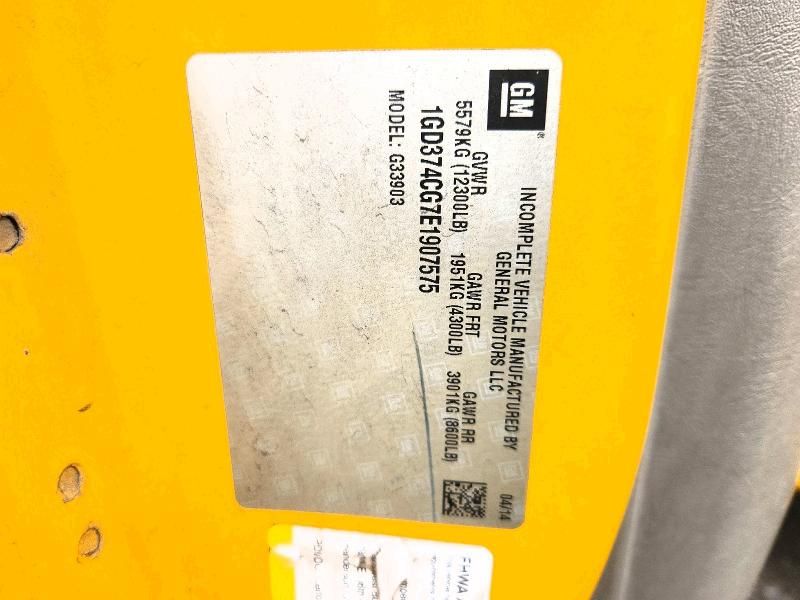 GM
INCOMPLETE VEHICLE MANUFACTURED BY
GENERAL MOTORS LLC
04/14
GVWR GAWR FRT GAWR RR
5579KG (12300LB) 1951KG (4300LB) 3901KG (8600LB)
1GD374CG7E1907575
MODEL: G33903
FHWA